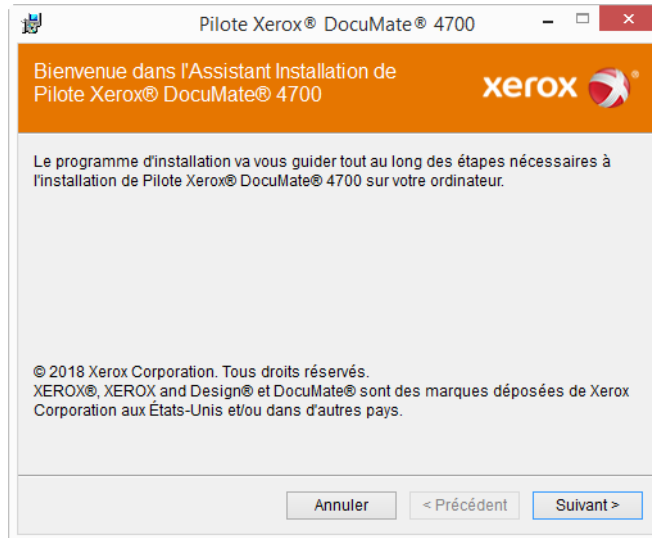 Pilote Xerox® DocuMate® 4700
Bienvenue dans l'Assistant Installation de
Pilote Xerox® DocuMate® 4700
xerox ®
Le programme d'installation va vous guider tout au long des étapes nécessaires à
l'installation de Pilote Xerox® DocuMate® 4700 sur votre ordinateur.
© 2018 Xerox Corporation. Tous droits réservés.
XEROX®, XEROX and Design® et DocuMate® sont des marques déposées de Xerox
Corporation aux États-Unis et/ou dans d'autres pays.
Annuler < Précédent Suivant >